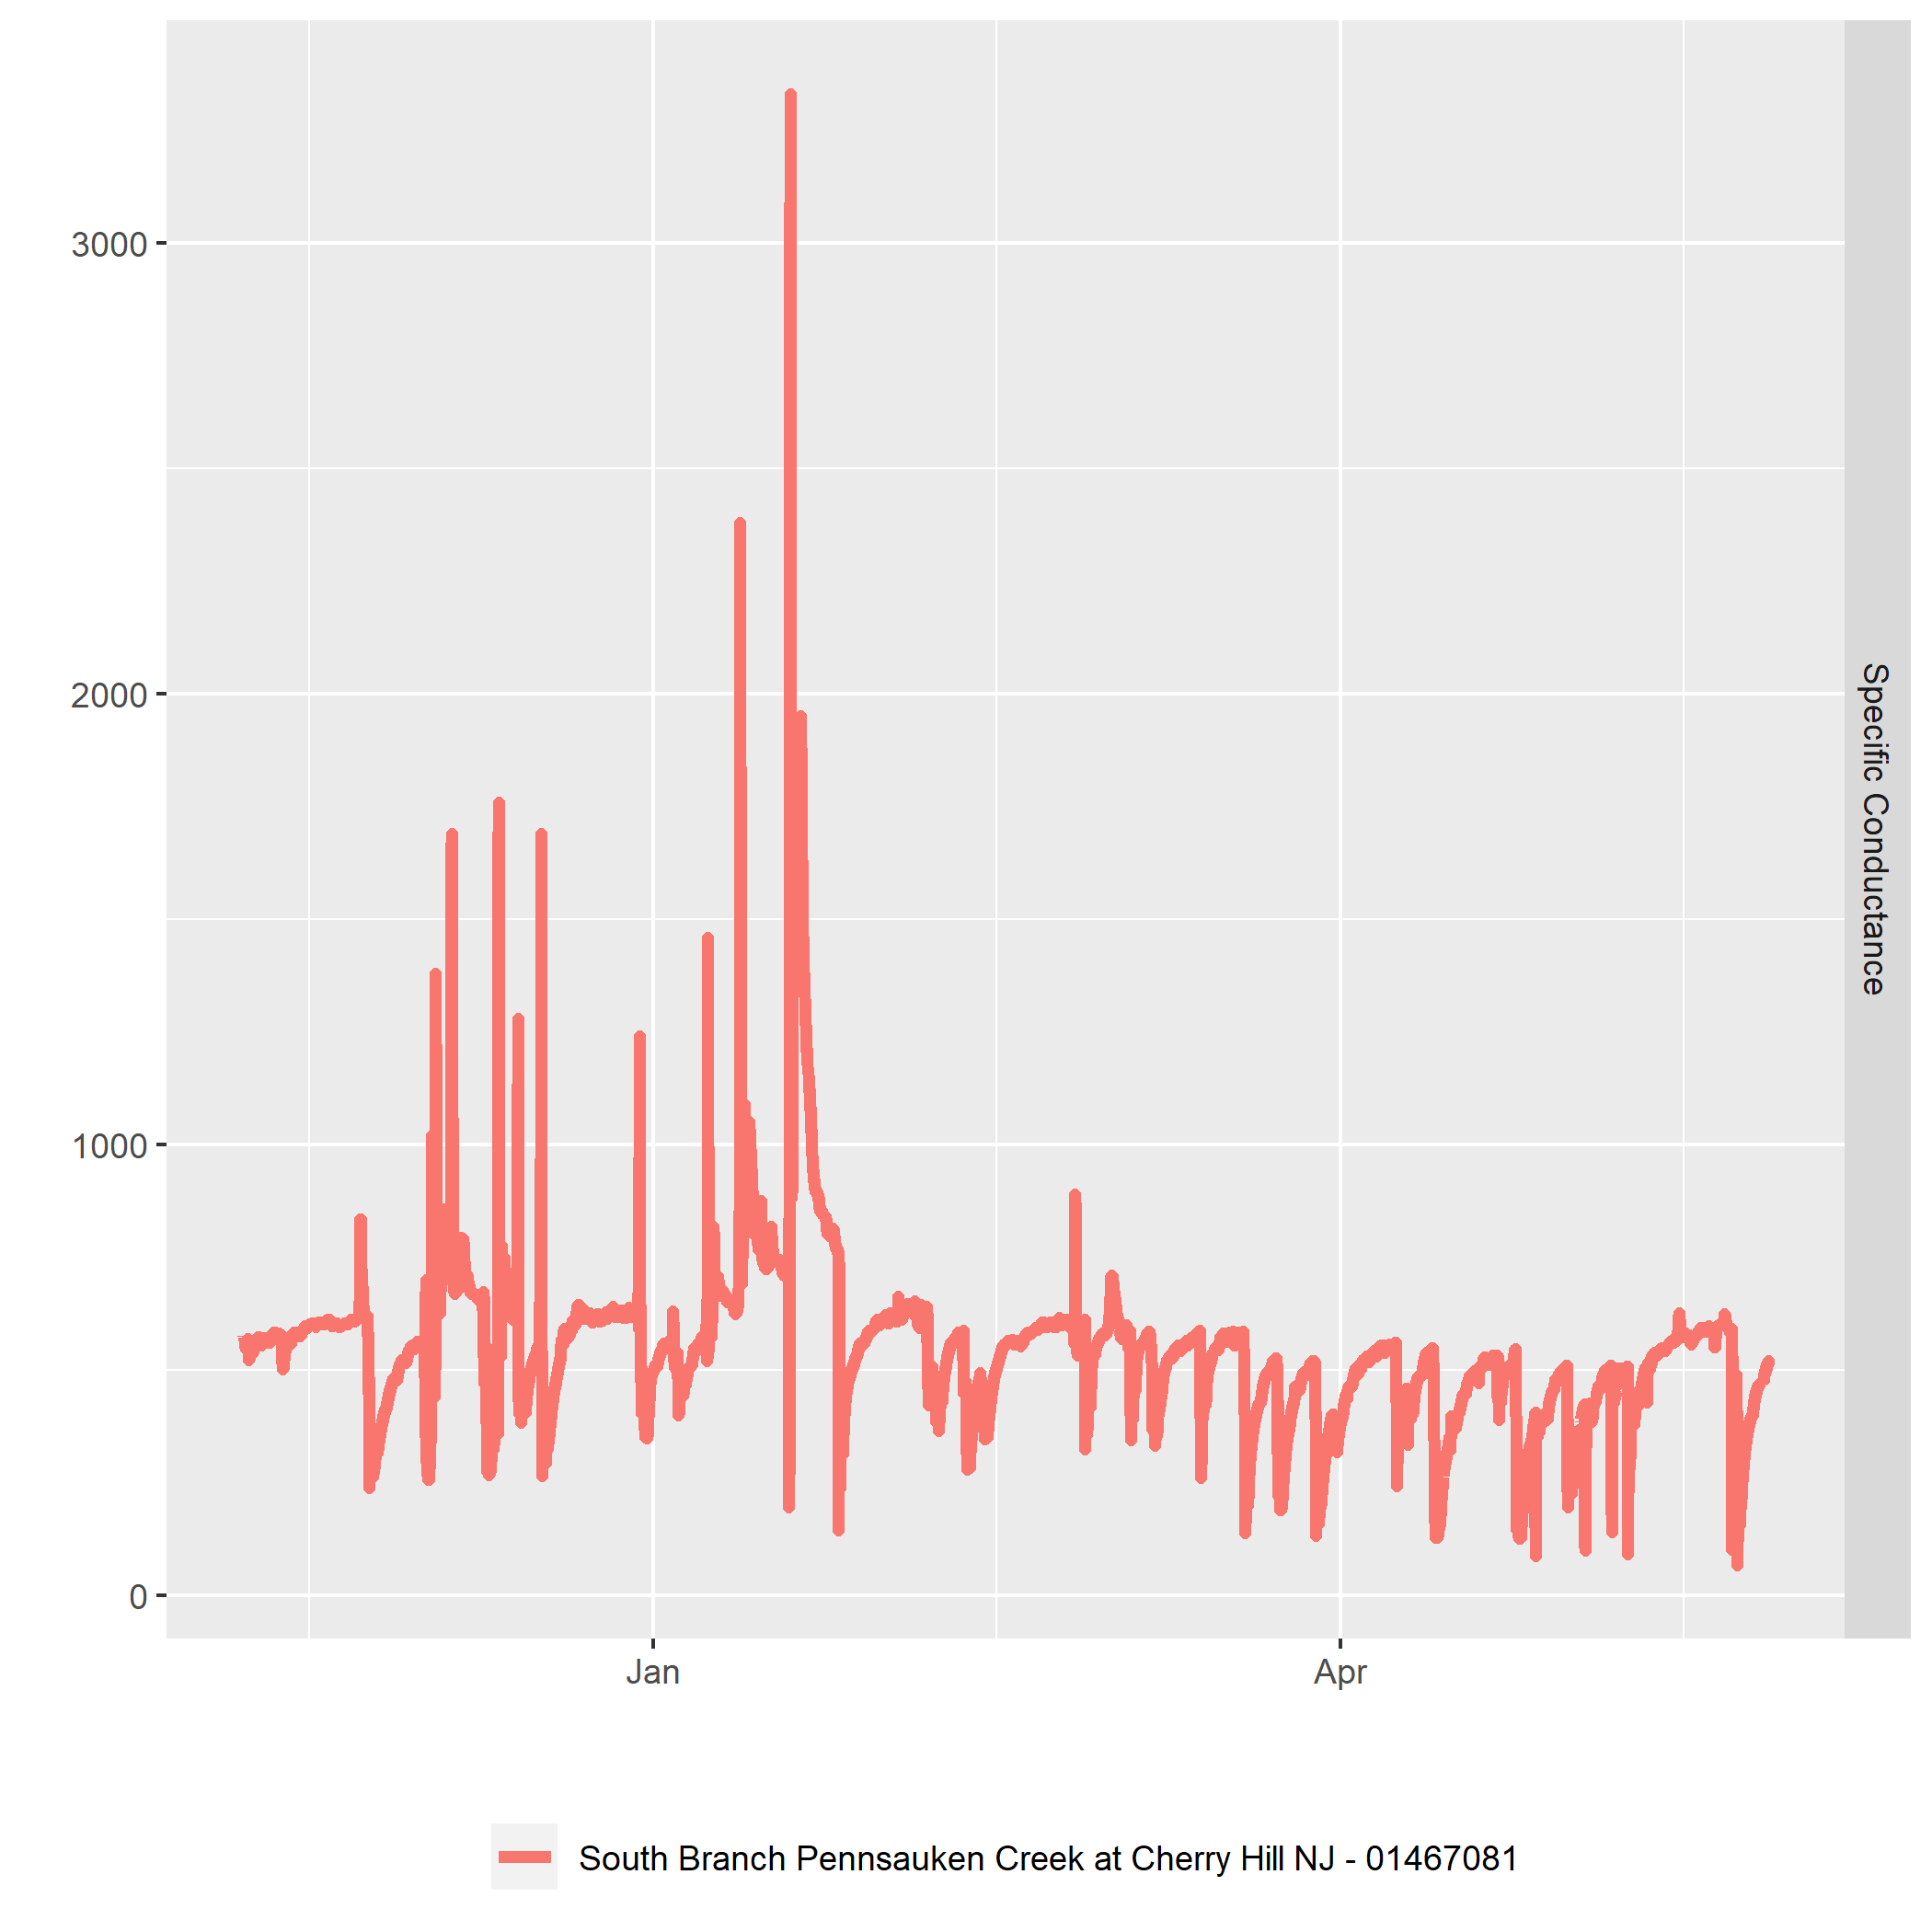 3000
2000
1000
0
Jan
Apr
Specific Conductance
South Branch Pennsauken Creek at Cherry Hill NJ - 01467081